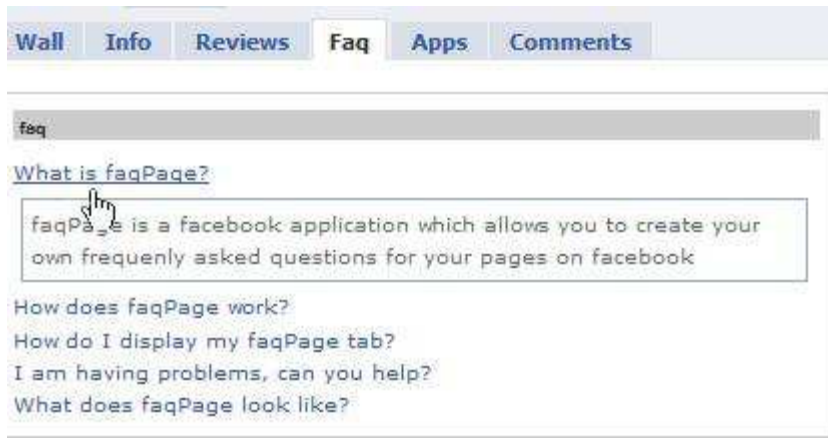 Wall Info Reviews Faq Apps Comments
faq
What is faqPage?
faqPage is a facebook application which allows you to create your
own frequenly asked questions for your pages on facebook
How does faqPage work?
How do I display my faqPage tab?
I am having problems, can you help?
What does faqPage look like?